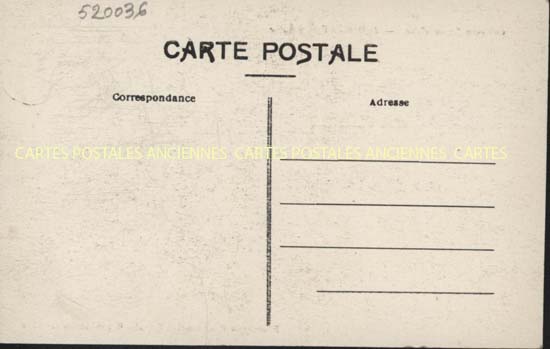 520036
CARTE POSTALE
Correspondance
Adresse
CARTES POSTALES ANCIENNES CARTES POSTALES ANCIENNES CARTES